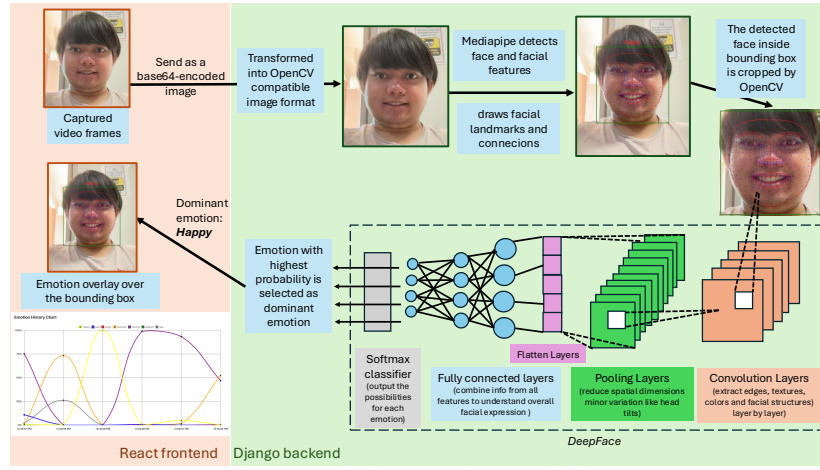 Send as a
base64-encoded
image
Captured
video frames
Transformed
into OpenCV
compatible
image format
Mediapipe detects
face and facial
features
draws facial
landmarks and
connecions
The detected
face inside
bounding box
is cropped by
OpenCV
Dominant
emotion:
Happy
Emotion overlay over
the bounding box
Emotion with
highest
probability is
selected as
dominant
emotion
Softmax
classifier
(output the
possibilities
for each
emotion)
Flatten Layers
Fully connected layers
(combine info from all
features to understand overall
facial expression )
Pooling Layers
(reduce spatial dimensions
minor variation like head
tilts)
Convolution Layers
(extract edges, textures,
colors and facial structures)
layer by layer)
DeepFace
Emotion History Chart
React frontend
Django backend